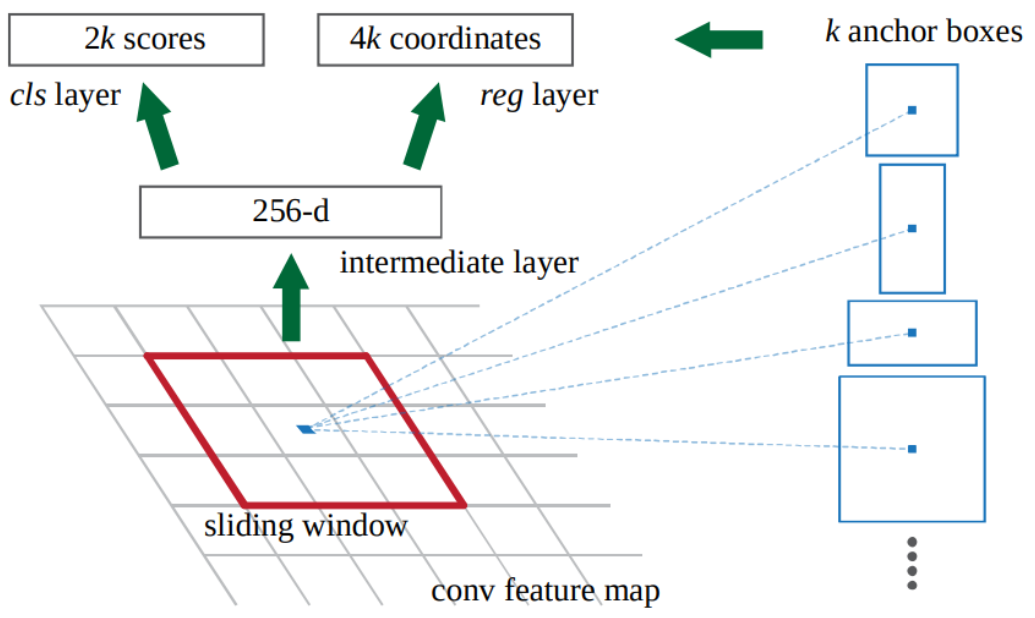 2k scores
4k coordinates
k anchor boxes
cls layer
reg layer
256-d
intermediate layer
sliding window
conv feature map